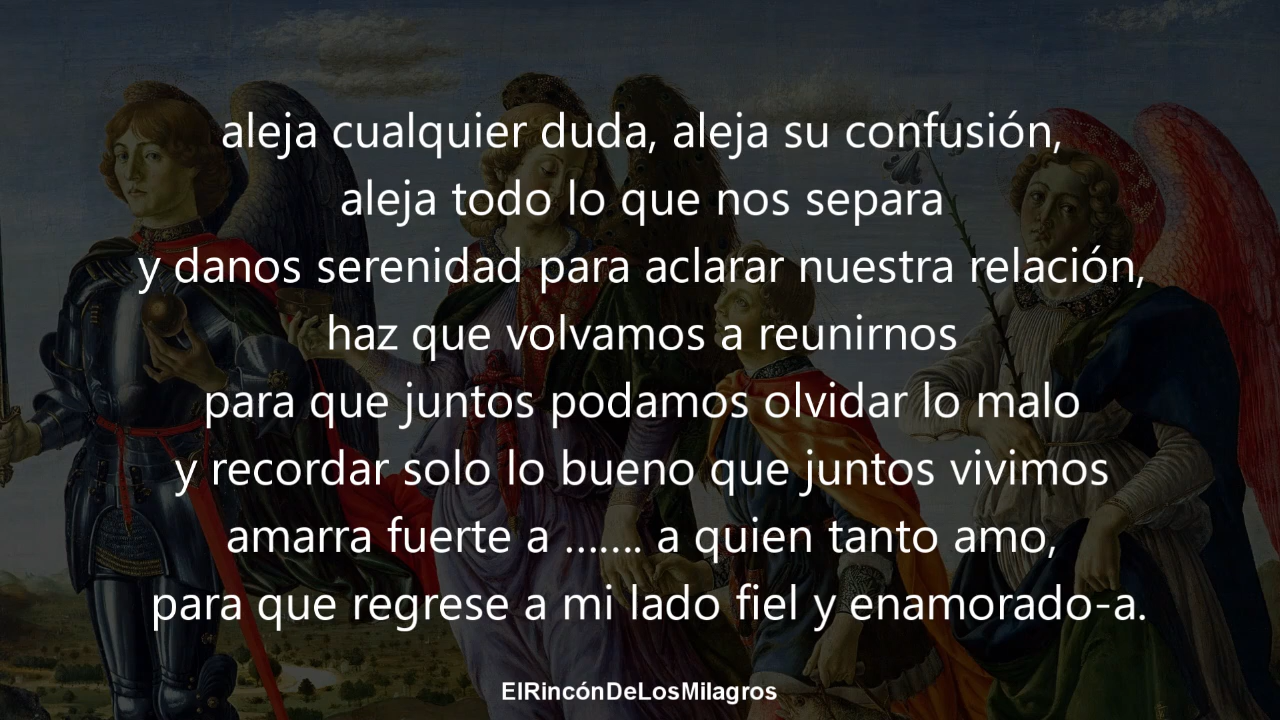 aleja cualquier duda, aleja su confusión,
aleja todo lo que nos separa
y danos serenidad para aclarar nuestra relación,
haz que volvamos a reunirnos
para que juntos podamos olvidar lo malo
y recordar solo lo bueno que juntos vivimos
amarra fuerte a ……. a quien tanto amo,
para que regrese a mi lado fiel y enamorado-a.
ElRincónDeLosMilagros